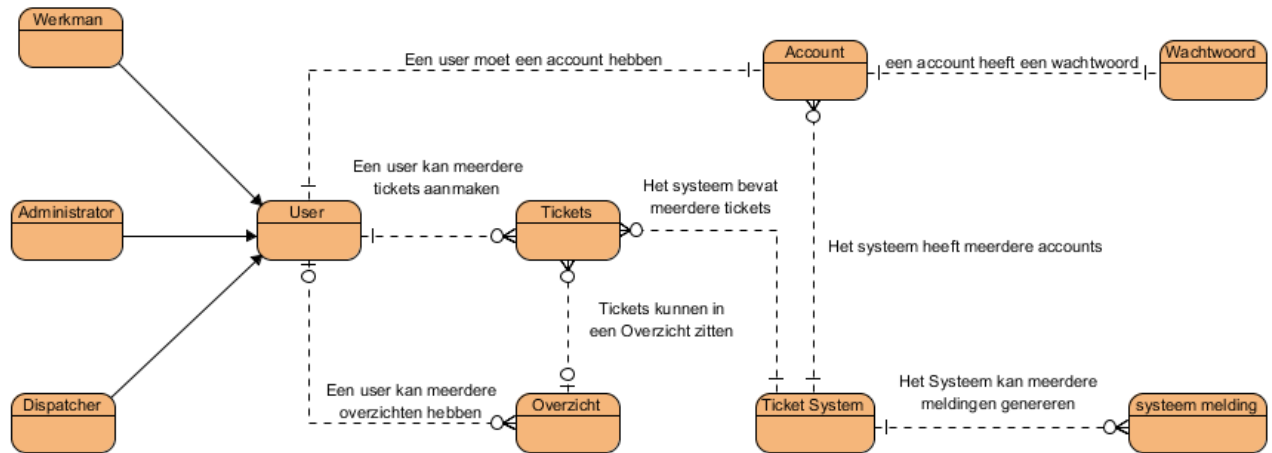 Werkman
Een user moet een account hebben
Account
een account heeft een wachtwoord
Wachtwoord
Een user kan meerdere
tickets aanmaken
Het systeem bevat
meerdere tickets
Administrator
User
Tickets
Het systeem heeft meerdere accounts
Tickets kunnen in
een Overzicht zitten
Een user kan meerdere
overzichten hebben
Het Systeem kan meerdere
meldingen genereren
Dispatcher
Overzicht
Ticket System
systeem melding